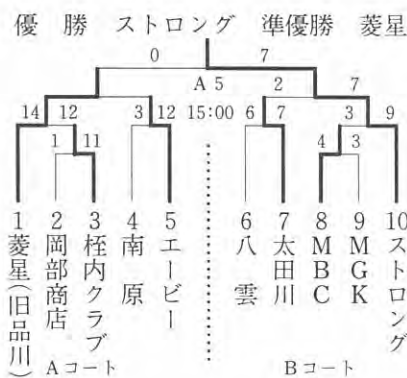 優勝 ストロング 準優勝 菱星
0 7
A5 2 7
14 12 3 12 15:00 6 7 3 9
1 11 4 3
1 2 3 4 5 6 7 8 9 10
菱星(旧品川)
岡部商店
桎内クラブ
南原
エービー
八雲
太田川
MBC
MGK
ストロング
Aコート Bコート